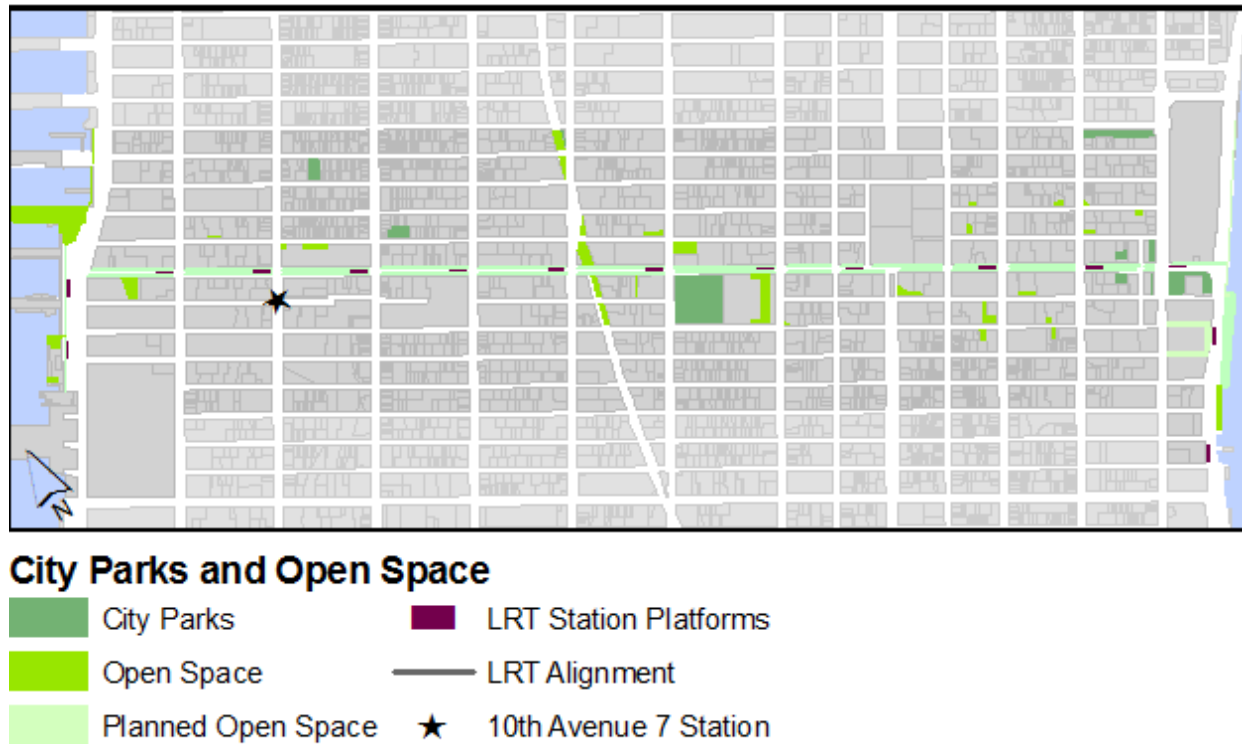 N
City Parks and Open Space
City Parks
LRT Station Platforms
Open Space
LRT Alignment
Planned Open Space
10th Avenue 7 Station